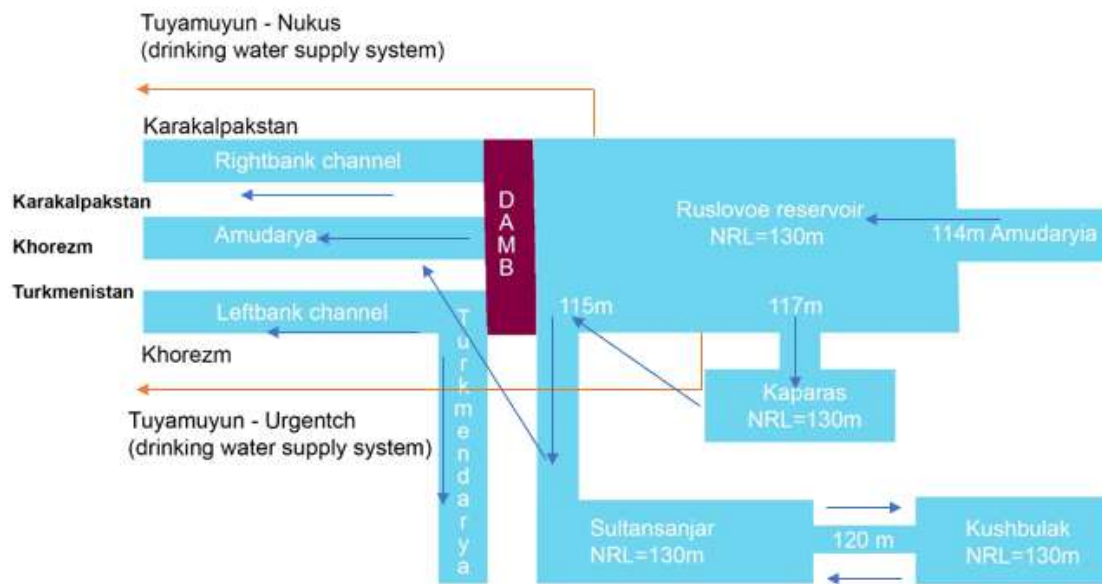 Tuyamuyun - Nukus
(drinking water supply system)
Karakalpakstan
Rightbank channel
Karakalpakstan
Amudarya
Khorezm
Turkmenistan
Leftbank channel
Khorezm
Tuyamuyun - Urgentch
(drinking water supply system)
Turkmendarya
DAMB
Ruslovoe reservoir
NRL=130m
114m Amudaryia
115m
117m
Kaparas
NRL=130m
Sultansanjar
NRL=130m
120 m
Kushbulak
NRL=130m